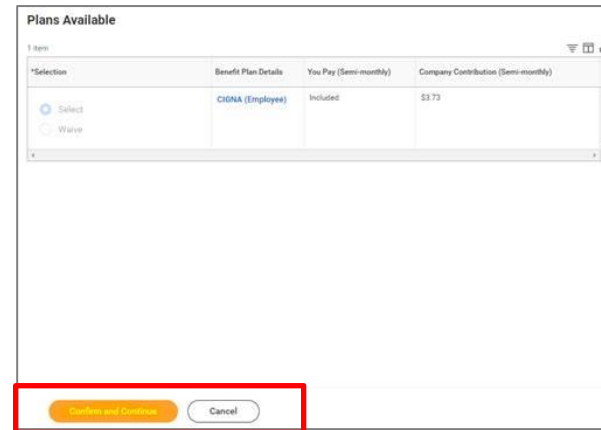 Plans Available
1 item
*Selection Benefit Plan Details You Pay (Semi-monthly) Company Contribution (Semi-monthly)
Select CIGNA (Employee) Included $3.73
Waive
Confirm and Continue Cancel